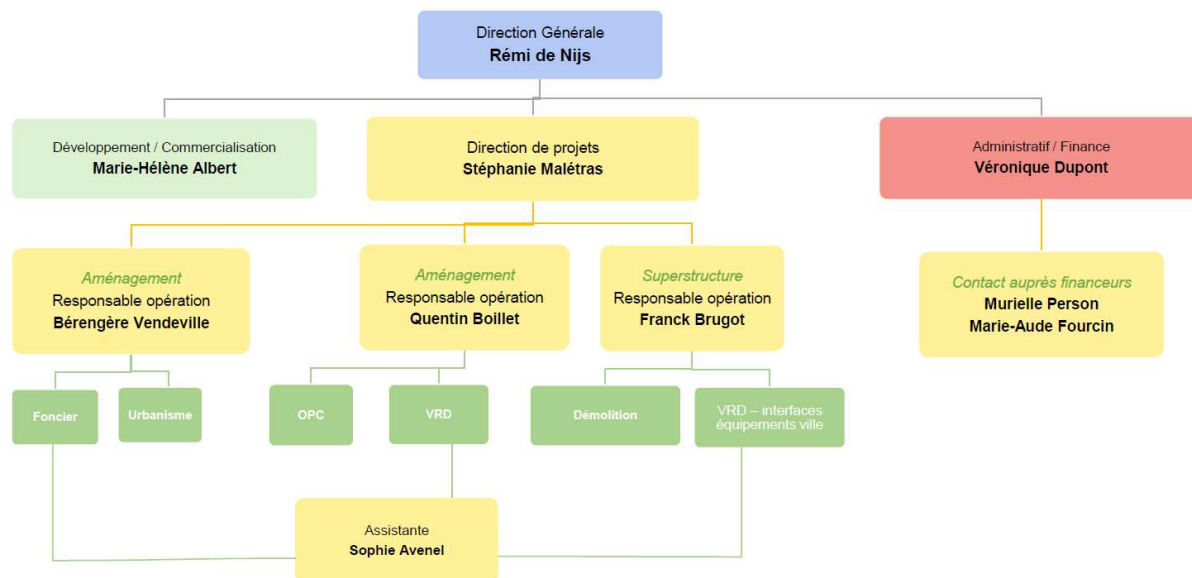 Direction Générale
Rémi de Nijs
Développement / Commercialisation
Marie-Hélène Albert
Direction de projets
Stéphanie Malétras
Administratif / Finance
Véronique Dupont
Aménagement
Responsable opération
Bérengère Vendeville
Aménagement
Responsable opération
Quentin Boillet
Superstructure
Responsable opération
Franck Brugot
Contact auprès financeurs
Murielle Person
Marie-Aude Fourcin
Foncier
Urbanisme
OPC
VRD
Démolition
VRD – interfaces
équipements ville
Assistante
Sophie Avenel